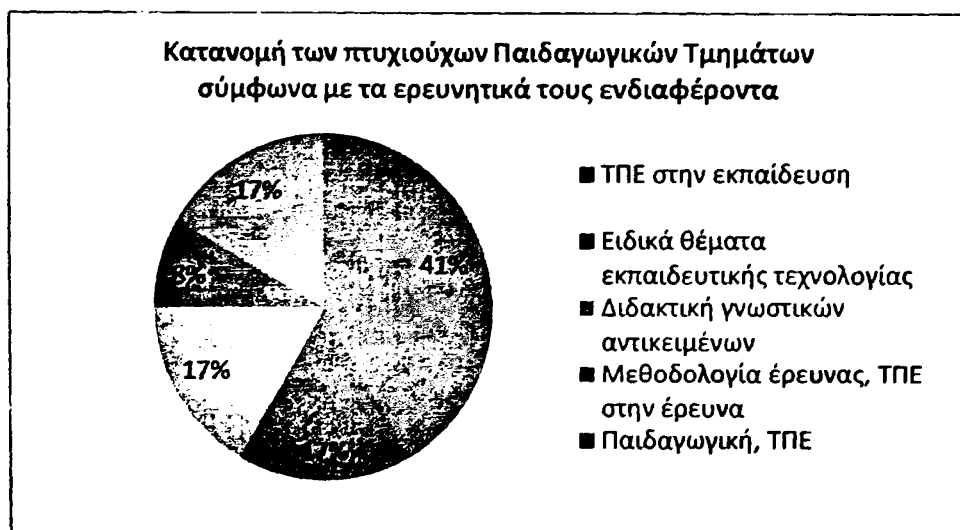 Κατανομή των πτυχιούχων Παιδαγωγικών Τμημάτων
σύμφωνα με τα ερευνητικά τους ενδιαφέροντα
17%
41%
8%
17%
ΤΠΕ στην εκπαίδευση
Ειδικά θέματα
εκπαιδευτικής τεχνολογίας
Διδακτική γνωστικών
αντικειμένων
Μεθοδολογία έρευνας, ΤΠΕ
στην έρευνα
Παιδαγωγική, ΤΠΕ